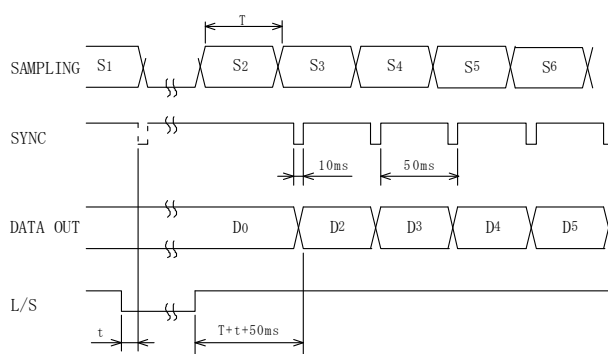 T
SAMPLING S1 S2 S3 S4 S5 S6
SYNC
10ms 50ms
DATA OUT D0 D2 D3 D4 D5
L/S
t T+t+50ms